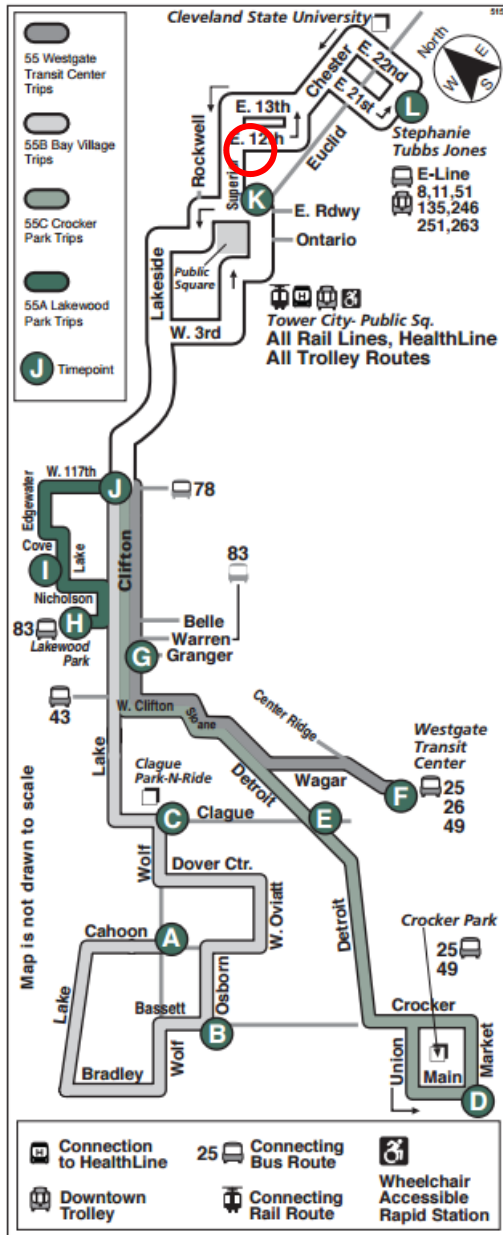 Cleveland State University
515
55 Westgate
Transit Center
Trips
55B Bay Village
Trips
55C Crocker
Park Trips
55A Lakewood
Park Trips
J Timepoint
North
E
S
W
Chester
E. 22nd
E. 21st
E. 13th
E. 12th
Rockwell
Euclid
L
Stephanie
Tubbs Jones
E-Line
8,11,51
135,246
251,263
K
E. Rdwy
Ontario
Lakeside
Public
Square
W. 3rd
Tower City- Public Sq.
All Rail Lines, HealthLine
All Trolley Routes
W. 117th
J
78
Edgewater
Clifton
Cove
Lake
I
83
Nicholson
Belle
83
H
Warren
Lakewood
Park
G
Granger
43
W. Clifton
Sloane
Center Ridge
Westgate
Transit
Center
Lake
Clague
Park-N-Ride
Detroit
Wagar
F
25
26
49
C
Clague
E
Wolf
Dover Ctr.
Map is not drawn to scale
W. Oviatt
Cahoon
A
Detroit
Crocker Park
25
49
Lake
Osborn
Bassett
B
Crocker
Wolf
Union
Market
Bradley
Main
D
Connection
to HealthLine
25
Connecting
Bus Route
Wheelchair
Accessible
Rapid Station
Downtown
Trolley
Connecting
Rail Route